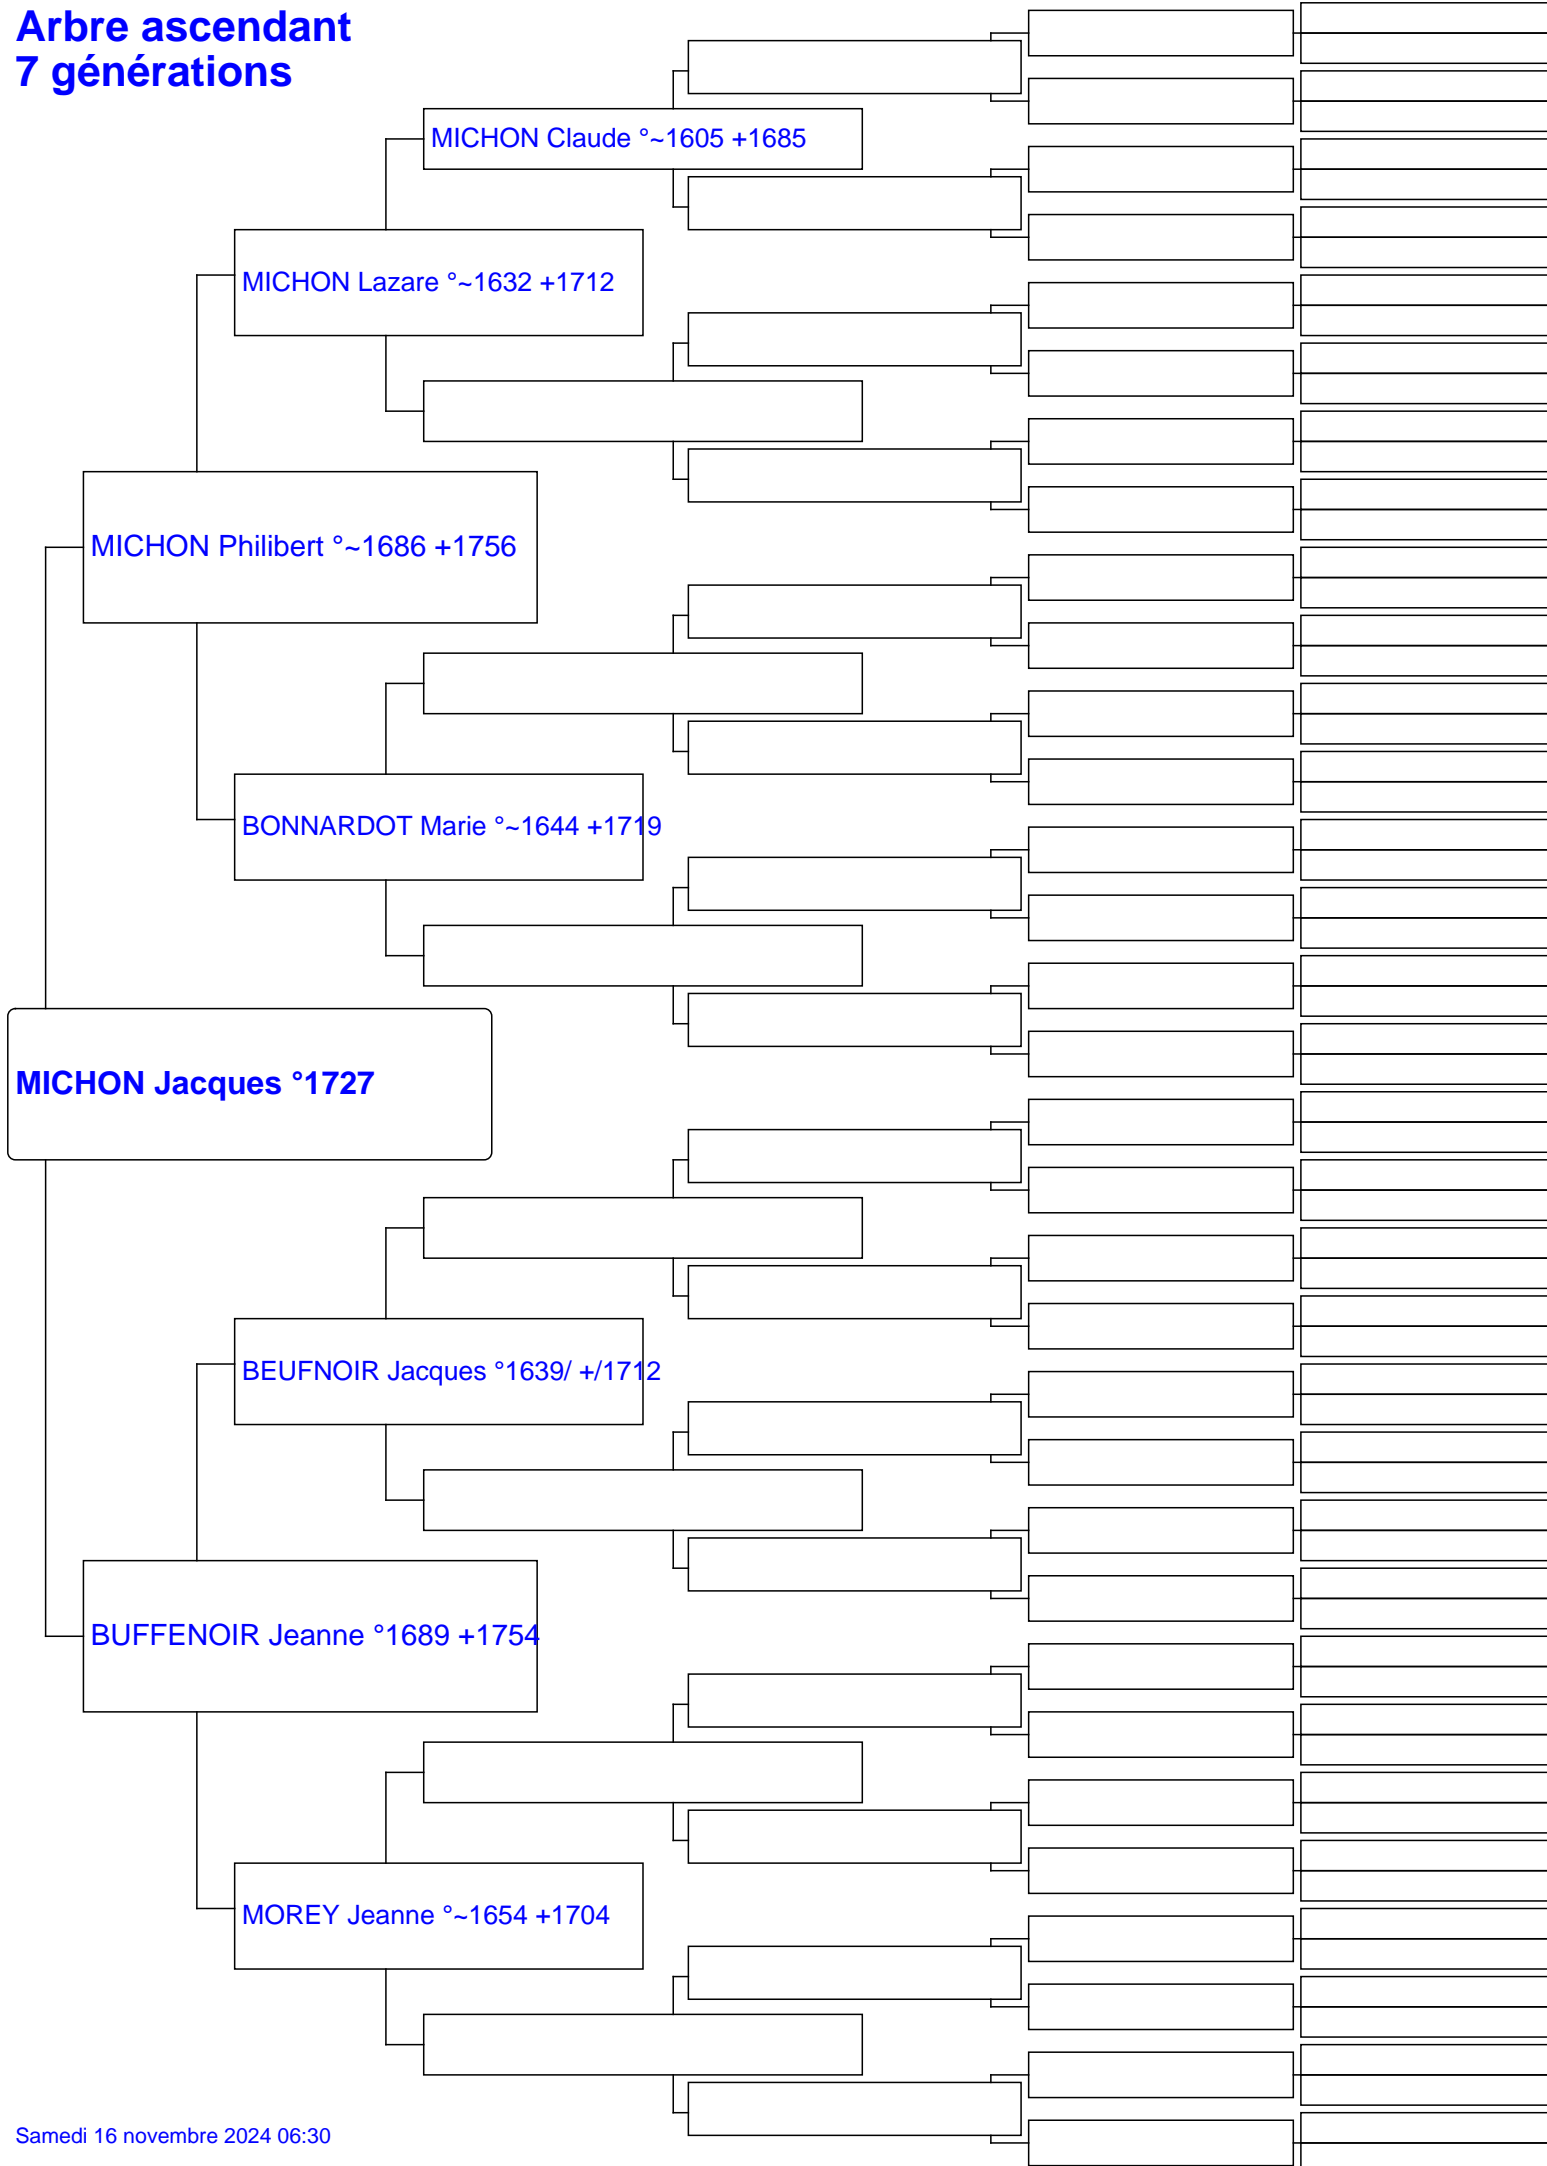 Arbre ascendant
7 générations
MICHON Claude °~1605 +1685
MICHON Lazare °~1632 +1712
MICHON Philibert °~1686 +1756
BONNARDOT Marie °~1644 +1719
MICHON Jacques °1727
BEUFNOIR Jacques °1639/ +/1712
BUFFENOIR Jeanne °1689 +1754
MOREY Jeanne °~1654 +1704
Samedi 16 novembre 2024 06:30